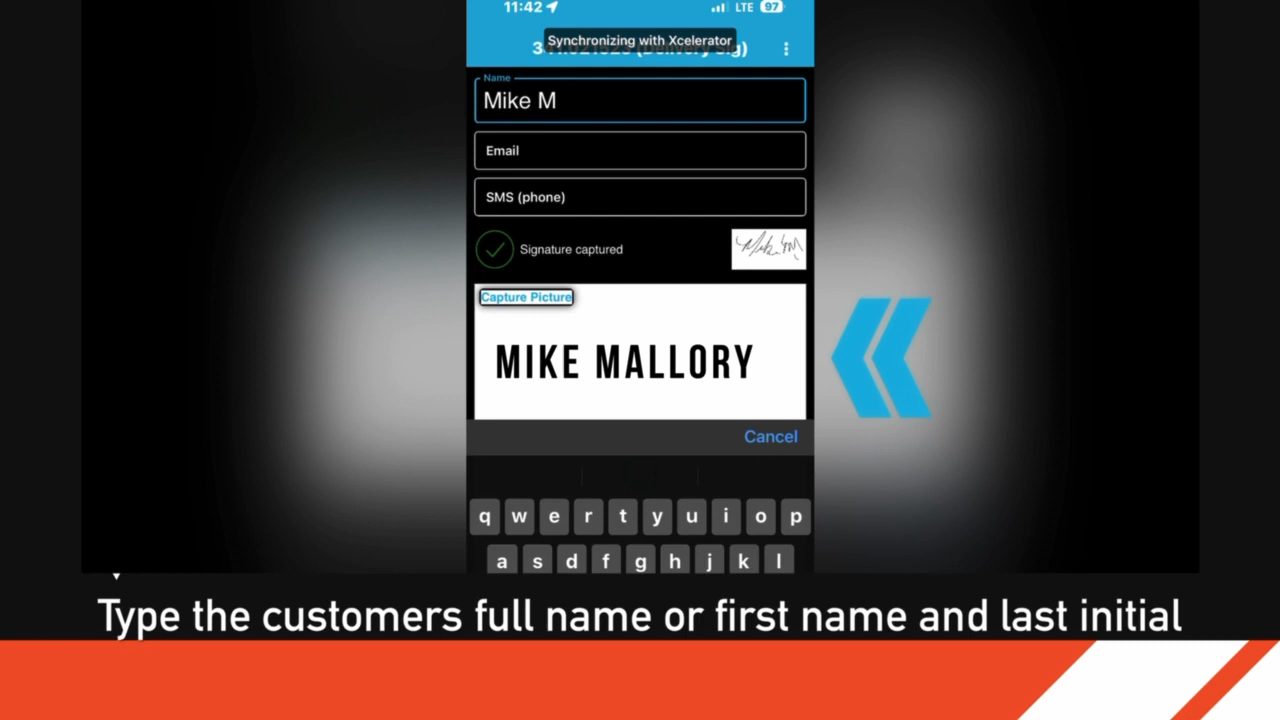 11:42
LTE
97
Synchronizing with Xcelerator
Name
Mike M
Email
SMS (phone)
Signature captured
Mike M
Capture Picture
MIKE MALLORY
Cancel
q w e r t y u i o p
a s d f g h j k l
Type the customers full name or first name and last initial